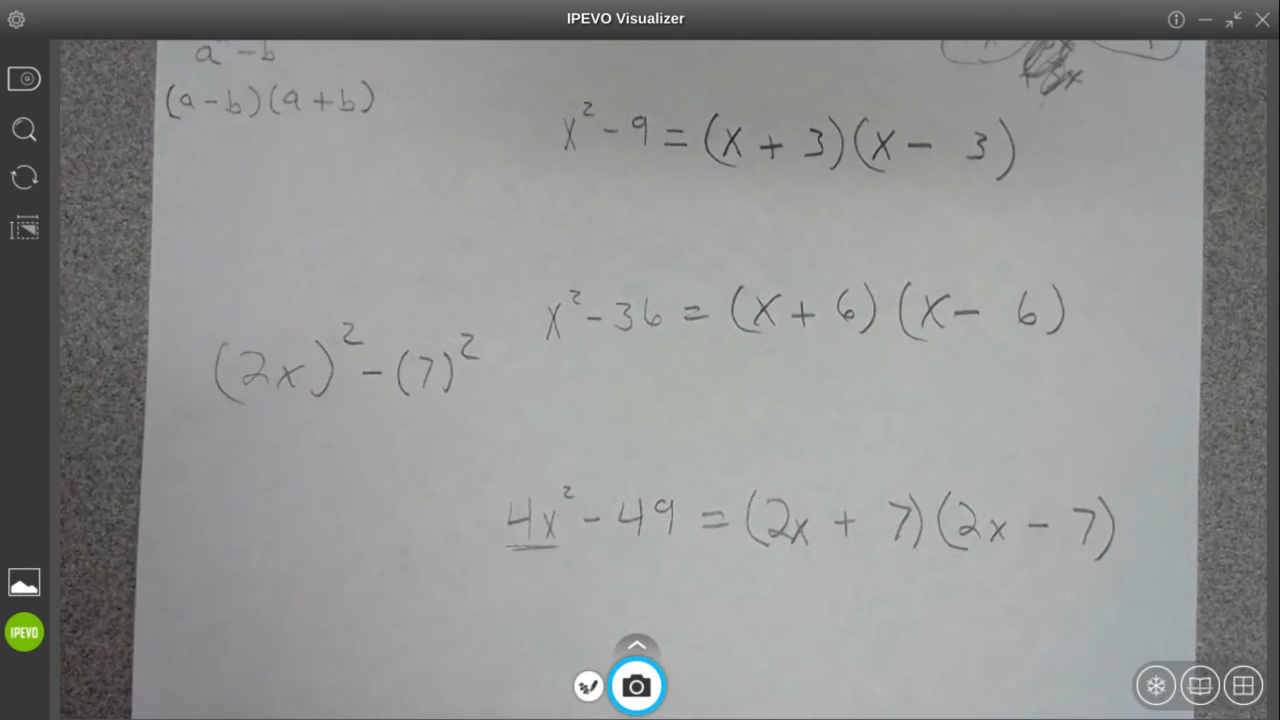 IPEVO Visualizer
a² - b
(a - b)(a + b)
x² - 9 = (x + 3)(x - 3)
x² - 36 = (x + 6)(x - 6)
(2x)² - (7)²
4x² - 49 = (2x + 7)(2x - 7)
IPEVO